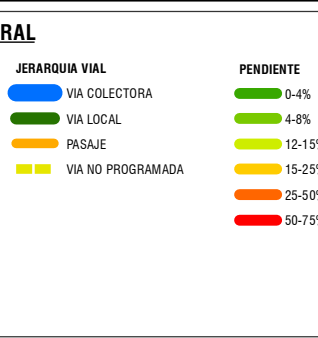 RAL
JERARQUIA VIAL
VIA COLECTORA
VIA LOCAL
PASAJE
VIA NO PROGRAMADA
PENDIENTE
0-4%
4-8%
12-15%
15-25%
25-50%
50-75%